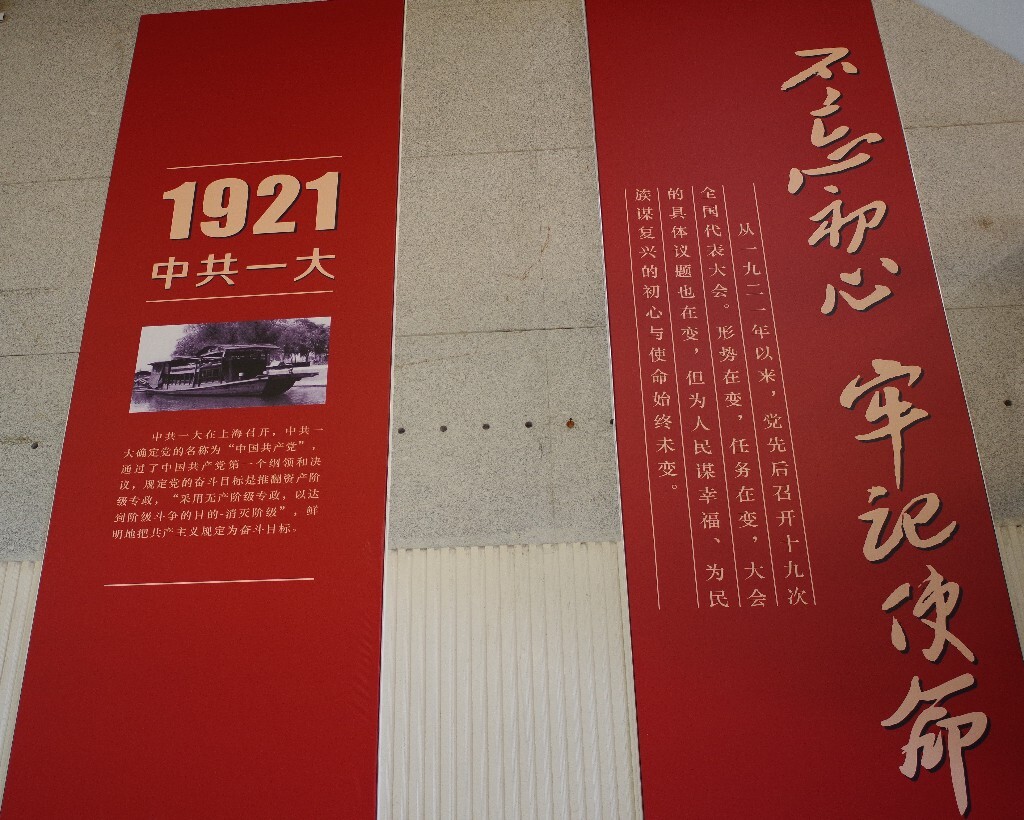 不忘初心 牢记使命
从一九二一年以来，党先后召开十九次
全国代表大会。形势在变，任务在变，大会
的具体议题也在变，但为人民谋幸福、为民
族谋复兴的初心与使命始终未变。
1921
中共一大
中共一大在上海召开，中共一
大确定党的名称为“中国共产党”，
通过了中国共产党第一个纲领和决
议，规定党的奋斗目标是推翻资产阶
级专政，“采用无产阶级专政，以达
到阶级斗争的目的-消灭阶级”，鲜
明地把共产主义规定为奋斗目标。